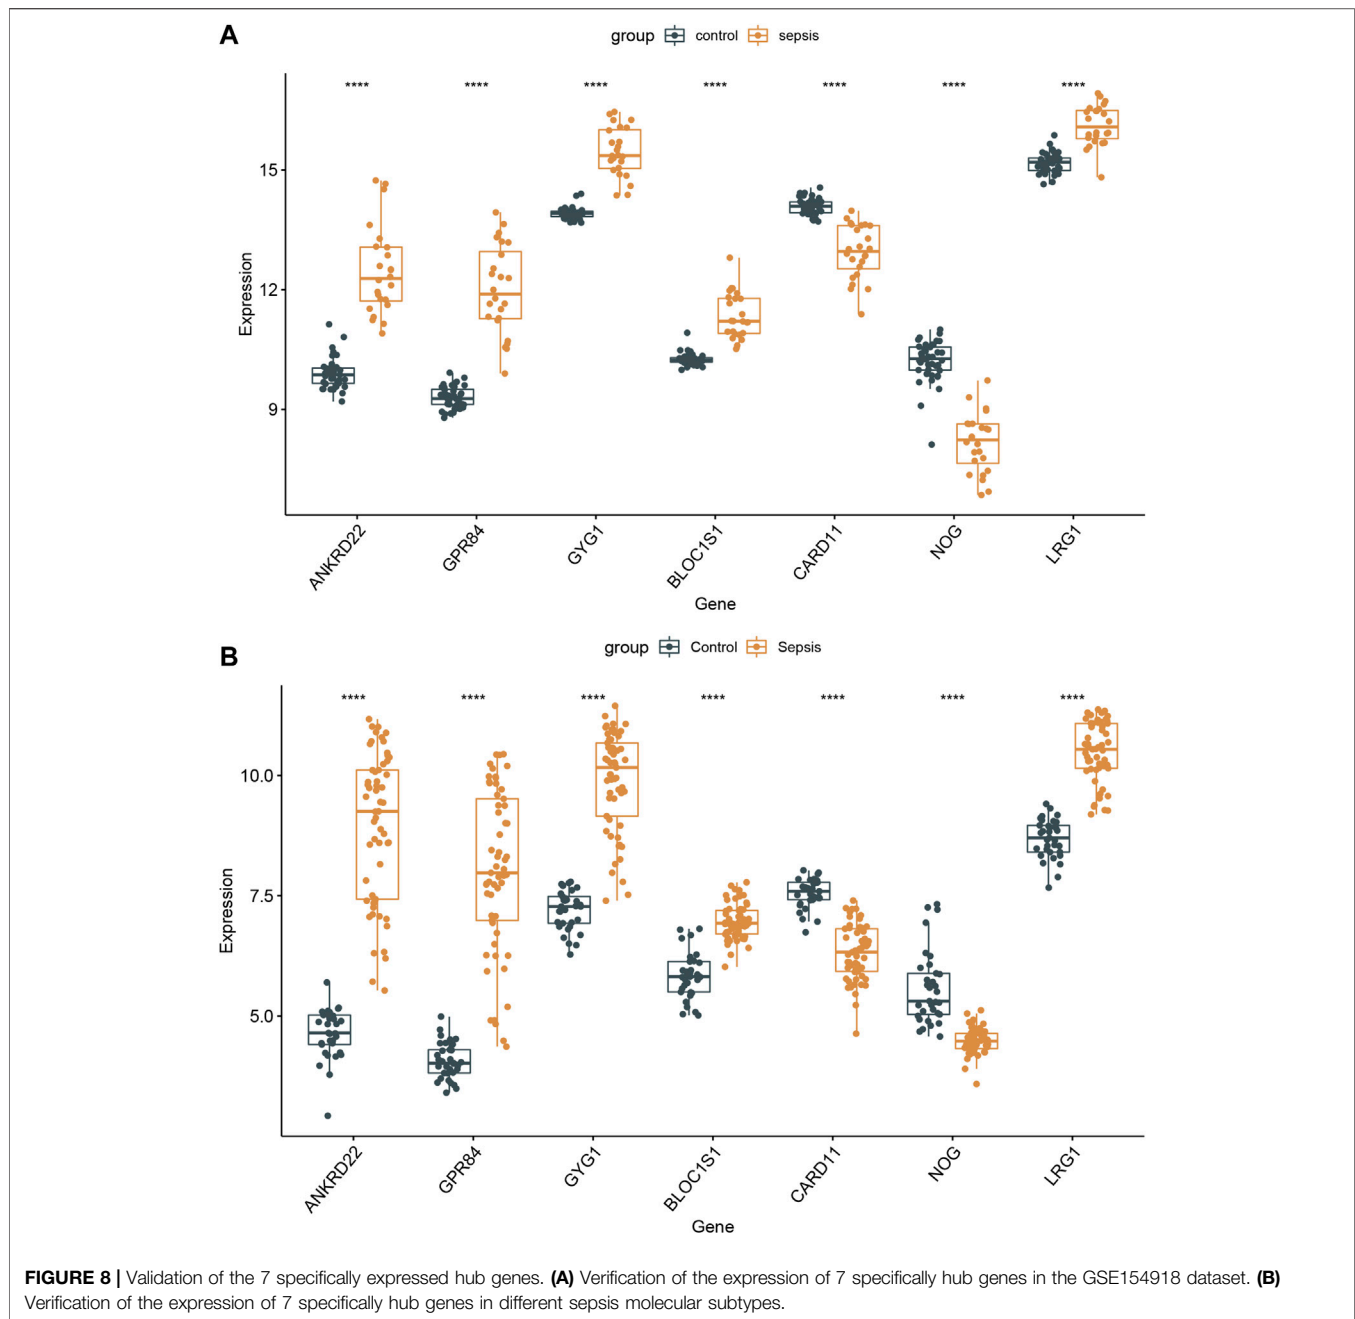 A
group control sepsis
**** **** **** **** **** **** ****
15
12
9
Expression
ANKRD22 GPR84 GYG1 BLOC1S1 CARD11 NOG LRG1
Gene
B
group Control Sepsis
**** **** **** **** **** **** ****
10.0
7.5
5.0
Expression
ANKRD22 GPR84 GYG1 BLOC1S1 CARD11 NOG LRG1
Gene
FIGURE 8 | Validation of the 7 specifically expressed hub genes. (A) Verification of the expression of 7 specifically hub genes in the GSE154918 dataset. (B)
Verification of the expression of 7 specifically hub genes in different sepsis molecular subtypes.